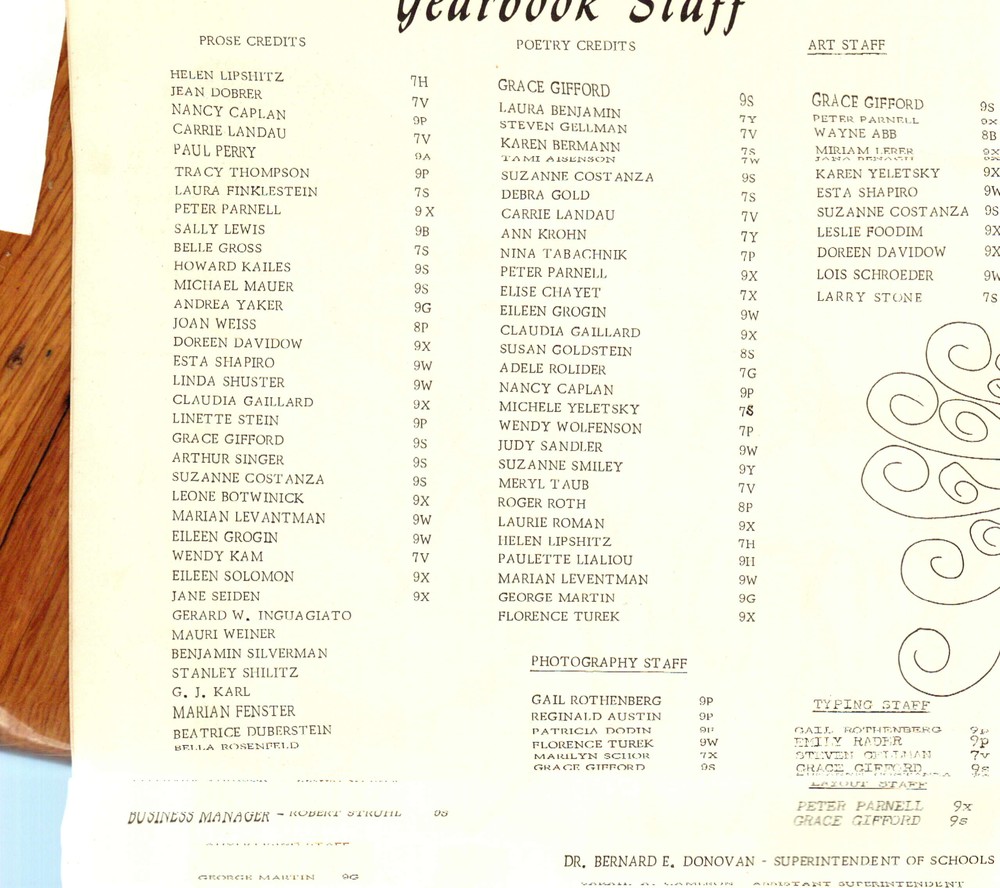 Yearbook Staff
PROSE CREDITS
HELEN LIPSHITZ 7H
JEAN DOBRER 7V
NANCY CAPLAN 9P
CARRIE LANDAU 7V
PAUL PERRY 9A
TRACY THOMPSON 9P
LAURA FINKLESTEIN 7S
PETER PARNELL 9X
SALLY LEWIS 9B
BELLE GROSS 7S
HOWARD KAILES 9S
MICHAEL MAUER 9S
ANDREA YAKER 9G
JOAN WEISS 8P
DOREEN DAVIDOW 9X
ESTA SHAPIRO 9W
LINDA SHUSTER 9W
CLAUDIA GAILLARD 9X
LINETTE STEIN 9P
GRACE GIFFORD 9S
ARTHUR SINGER 9S
SUZANNE COSTANZA 9S
LEONE BOTWINICK 9X
MARIAN LEVANTMAN 9W
EILEEN GROGIN 9W
WENDY KAM 7V
EILEEN SOLOMON 9X
JANE SEIDEN 9X
GERARD W. INGUAGIATO
MAURI WEINER
BENJAMIN SILVERMAN
STANLEY SHILITZ
G. J. KARL
MARIAN FENSTER
BEATRICE DUBERSTEIN
BELLA ROSENFELD
POETRY CREDITS
GRACE GIFFORD 9S
LAURA BENJAMIN 7Y
STEVEN GELLMAN 7V
KAREN BERMANN 7S
TAMI AISENSON 7W
SUZANNE COSTANZA 9S
DEBRA GOLD 7S
CARRIE LANDAU 7V
ANN KROHN 7Y
NINA TABACHNIK 7P
PETER PARNELL 9X
ELISE CHAYET 7X
EILEEN GROGIN 9W
CLAUDIA GAILLARD 9X
SUSAN GOLDSTEIN 8S
ADELE ROLIDER 7G
NANCY CAPLAN 9P
MICHELE YELETSKY 7S
WENDY WOLFENSON 7P
JUDY SANDLER 9W
SUZANNE SMILEY 9Y
MERYL TAUB 7V
ROGER ROTH 8P
LAURIE ROMAN 9X
HELEN LIPSHITZ 7H
PAULETTE LIALIOU 9H
MARIAN LEVENTMAN 9W
GEORGE MARTIN 9G
FLORENCE TUREK 9X
ART STAFF
GRACE GIFFORD 9S
PETER PARNELL 9X
WAYNE ABB 8B
MIRIAM LERER 9X
KAREN YELETSKY 9X
ESTA SHAPIRO 9W
SUZANNE COSTANZA 9S
LESLIE FOODIM 9X
DOREEN DAVIDOW 9X
LOIS SCHROEDER 9W
LARRY STONE 7S
PHOTOGRAPHY STAFF
GAIL ROTHENBERG 9P
REGINALD AUSTIN 9P
PATRICIA DODIN
FLORENCE TUREK 9W
MARILYN SCHOR 7X
GRACE GIFFORD 9S
TYPING STAFF
GAIL ROTHENBERG 9p
EMILY RADER 9p
STEVEN GELLMAN 7v
GRACE GIFFORD 9s
LAYOUT STAFF
PETER PARNELL 9x
GRACE GIFFORD 9s
BUSINESS MANAGER - ROBERT STRUHL
GEORGE MARTIN 9G
DR. BERNARD E. DONOVAN - SUPERINTENDENT OF SCHOOLS
ASSISTANT SUPERINTENDENT